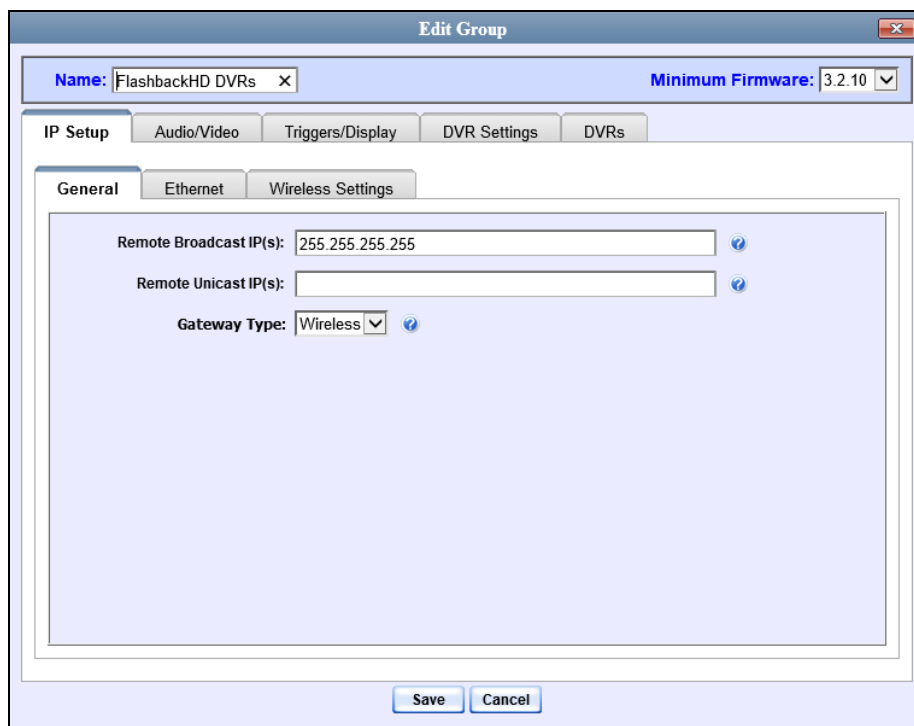 Edit Group
Name: FlashbackHD DVRs Minimum Firmware: 3.2.10
IP Setup Audio/Video Triggers/Display DVR Settings DVRs
General Ethernet Wireless Settings
Remote Broadcast IP(s): 255.255.255.255
Remote Unicast IP(s):
Gateway Type: Wireless
Save Cancel